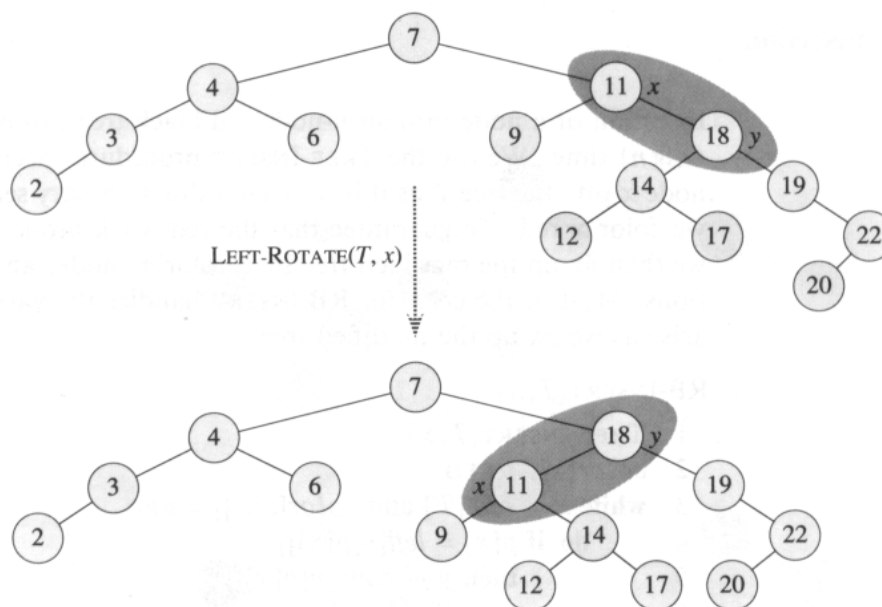 7
4 11 x
3 6 9 18 y
2 14 19
12 17 22
20
LEFT-ROTATE(T, x)
7
4 18 y
3 6 x 11 19
2 9 14 22
12 17 20